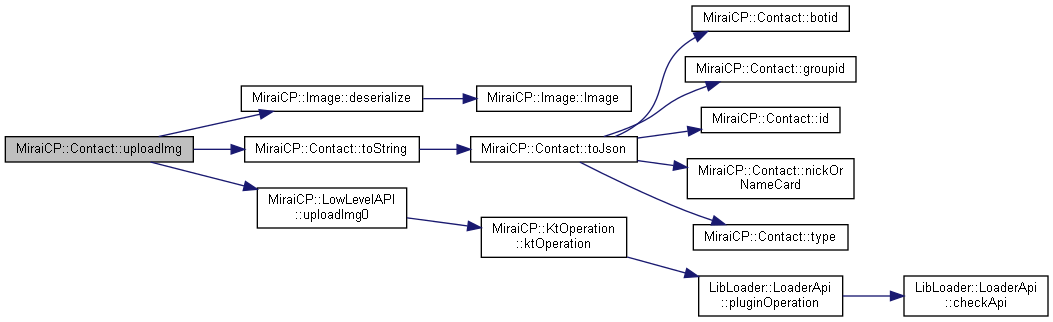 MiraiCP::Contact::uploadImg
MiraiCP::Image::deserialize
MiraiCP::Image::Image
MiraiCP::Contact::toString
MiraiCP::Contact::toJson
MiraiCP::Contact::botid
MiraiCP::Contact::groupid
MiraiCP::Contact::id
MiraiCP::Contact::nickOr
NameCard
MiraiCP::Contact::type
MiraiCP::LowLevelAPI
::uploadImg0
MiraiCP::KtOperation
::ktOperation
LibLoader::LoaderApi
::pluginOperation
LibLoader::LoaderApi
::checkApi